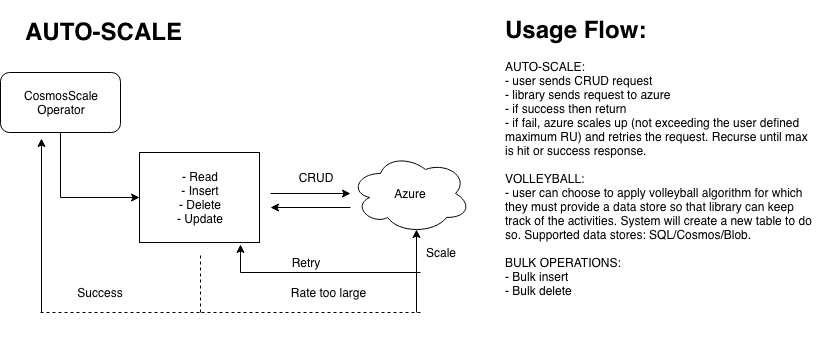 AUTO-SCALE
CosmosScale
Operator
- Read
- Insert
- Delete
- Update
CRUD
Azure
Scale
Retry
Success
Rate too large
Usage Flow:
AUTO-SCALE:
- user sends CRUD request
- library sends request to azure
- if success then return
- if fail, azure scales up (not exceeding the user defined
maximum RU) and retries the request. Recurse until max
is hit or success response.
VOLLEYBALL:
- user can choose to apply volleyball algorithm for which
they must provide a data store so that library can keep
track of the activities. System will create a new table to do
so. Supported data stores: SQL/Cosmos/Blob.
BULK OPERATIONS:
- Bulk insert
- Bulk delete